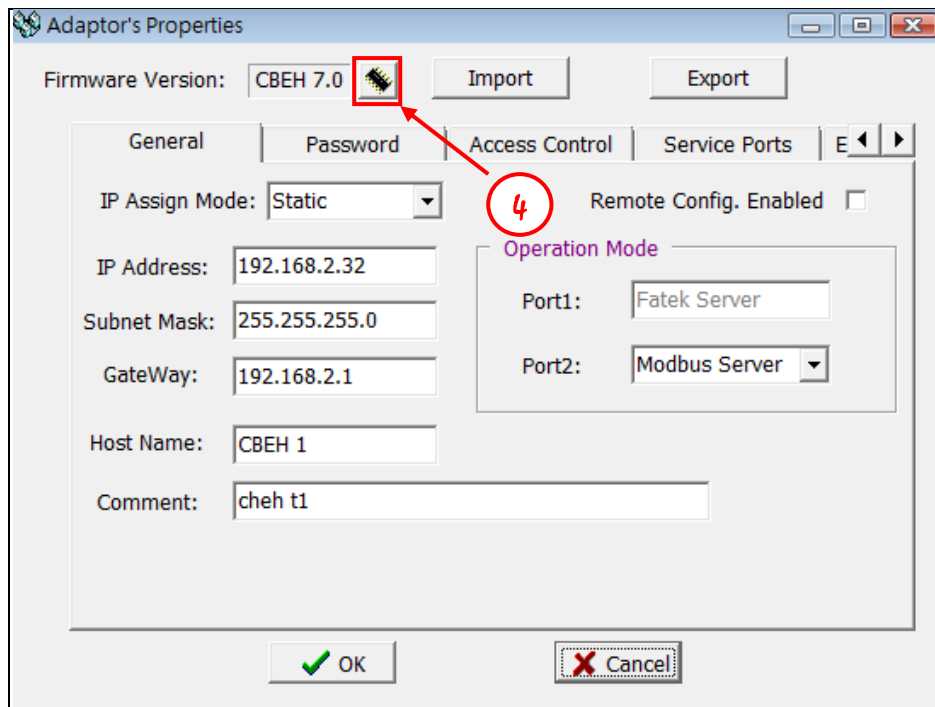 Adaptor's Properties
Firmware Version: CBEH 7.0 Import Export
General Password Access Control Service Ports E
IP Assign Mode: Static Remote Config. Enabled
4
Operation Mode
IP Address: 192.168.2.32
Port1: Fatek Server
Subnet Mask: 255.255.255.0
Port2: Modbus Server
GateWay: 192.168.2.1
Host Name: CBEH 1
Comment: cheh t1
OK Cancel